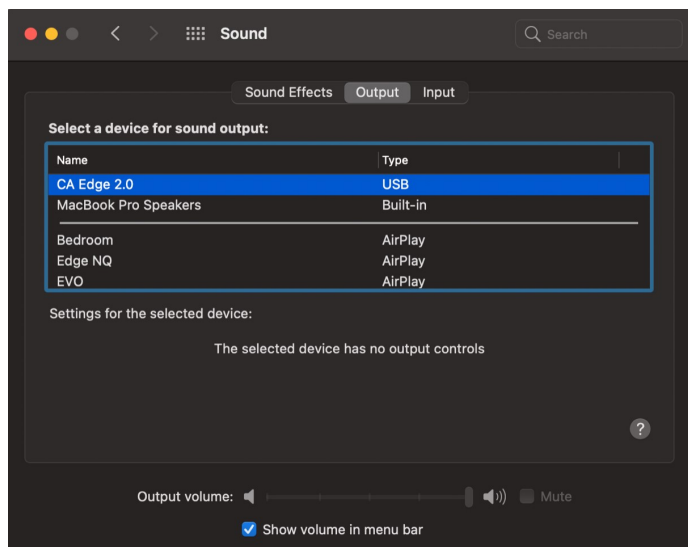 Sound
Search
Sound Effects Output Input
Select a device for sound output:
Name Type
CA Edge 2.0 USB
MacBook Pro Speakers Built-in
Bedroom AirPlay
Edge NQ AirPlay
EVO AirPlay
Settings for the selected device:
The selected device has no output controls
?
Output volume: Mute
Show volume in menu bar